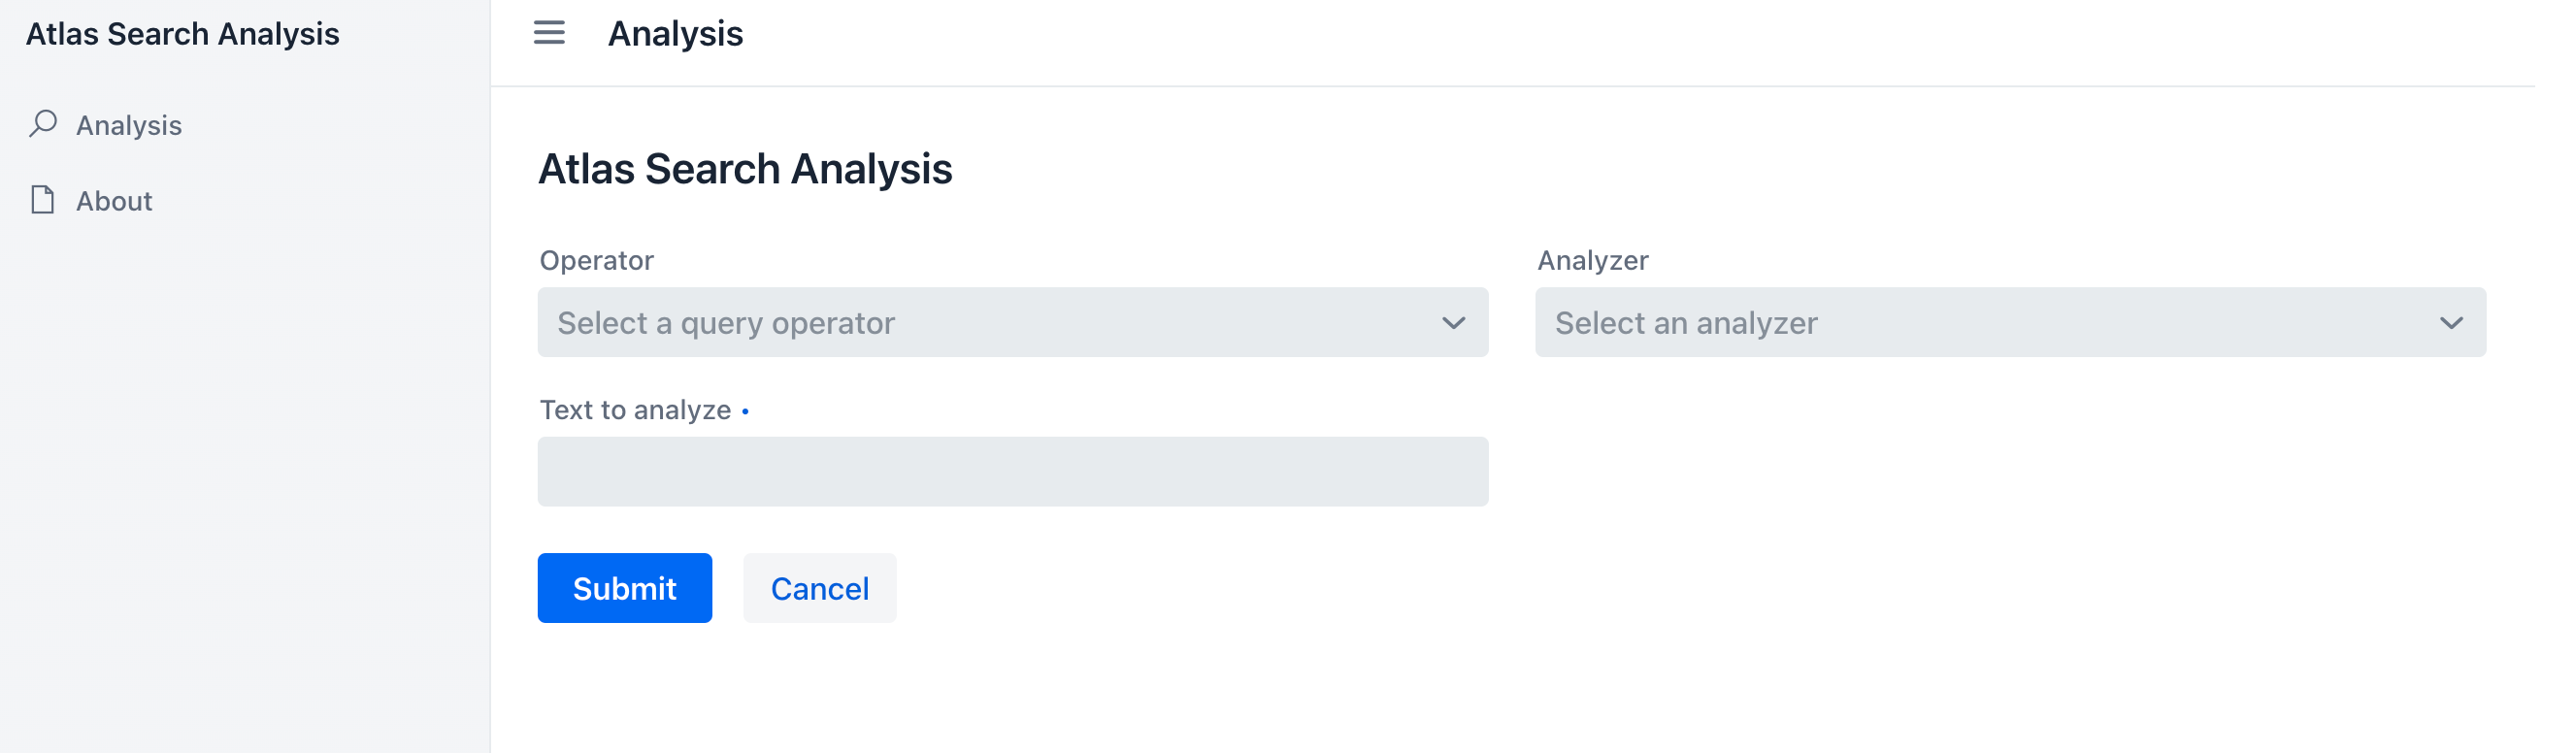 Atlas Search Analysis
Analysis
About
Analysis
Atlas Search Analysis
Operator
Select a query operator
Analyzer
Select an analyzer
Text to analyze •
Submit
Cancel